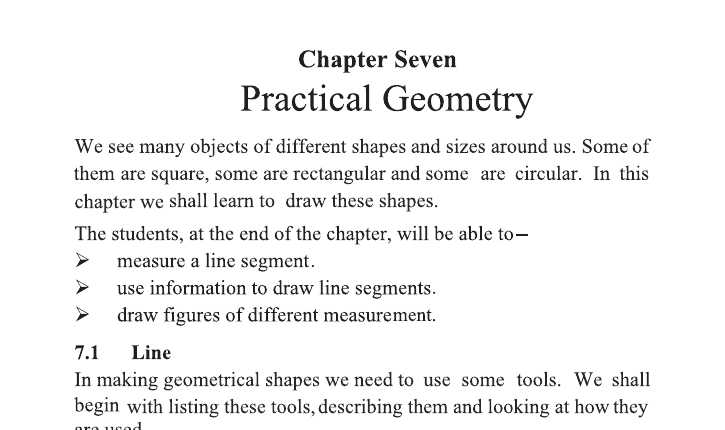 Chapter Seven
Practical Geometry
We see many objects of different shapes and sizes around us. Some of
them are square, some are rectangular and some are circular. In this
chapter we shall learn to draw these shapes.
The students, at the end of the chapter, will be able to–
➢ measure a line segment.
➢ use information to draw line segments.
➢ draw figures of different measurement.
7.1 Line
In making geometrical shapes we need to use some tools. We shall
begin with listing these tools, describing them and looking at how they
are used.